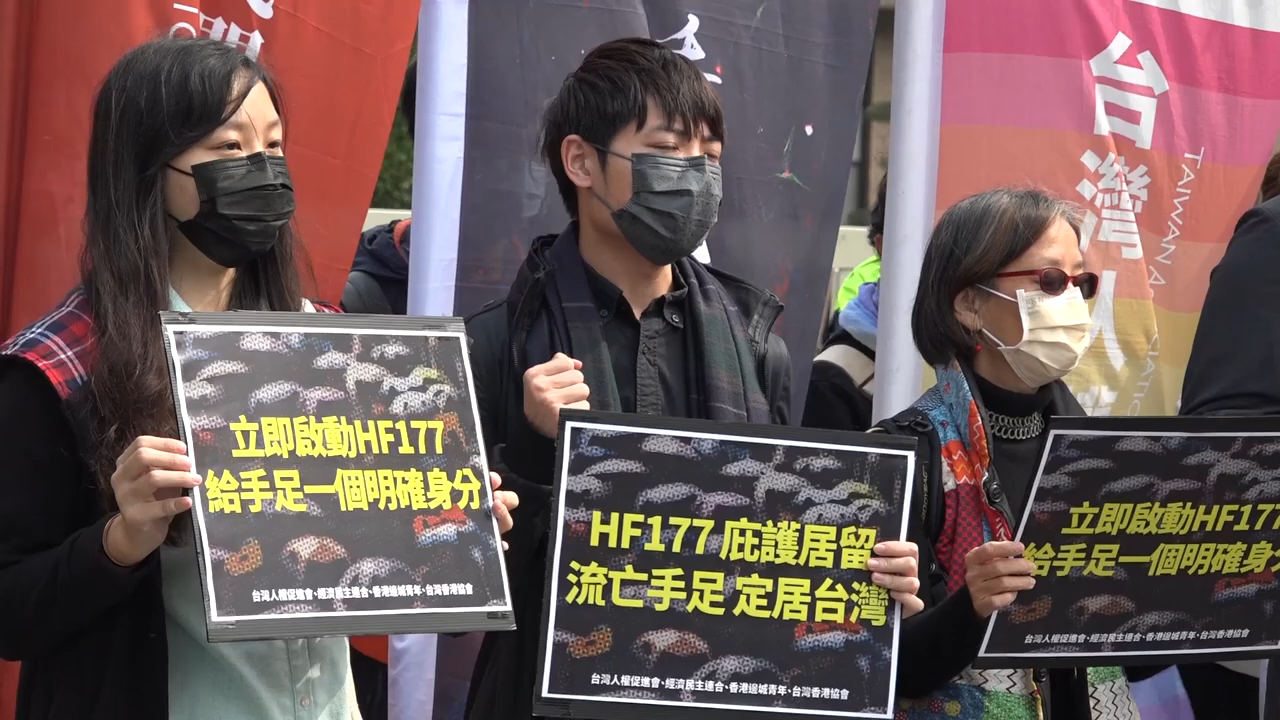 台灣人
TAIWAN A
CIATIO
立即啟動HF177
給手足一個明確身分
台灣人權促進會、經濟民主連合、香港邊城青年、台灣香港協會
HF177 庇護居留
流亡手足 定居台灣
台灣人權促進會、經濟民主連合、香港邊城青年、台灣香港協會
立即啟動HF177
給手足一個明確身分
台灣人權促進會、經濟民主連合、香港邊城青年、台灣香港協會